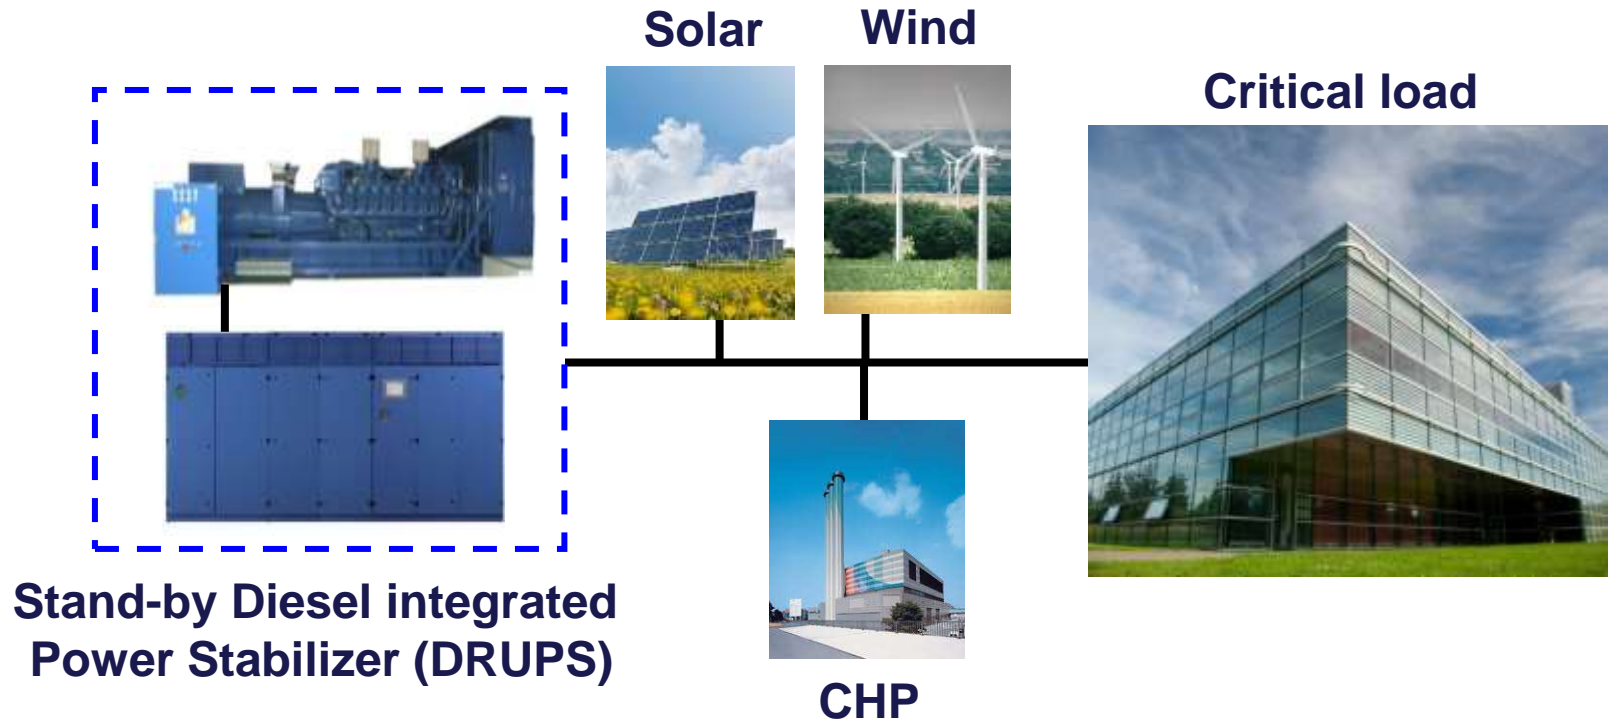 Solar
Wind
Critical load
Stand-by Diesel integrated
Power Stabilizer (DRUPS)
CHP